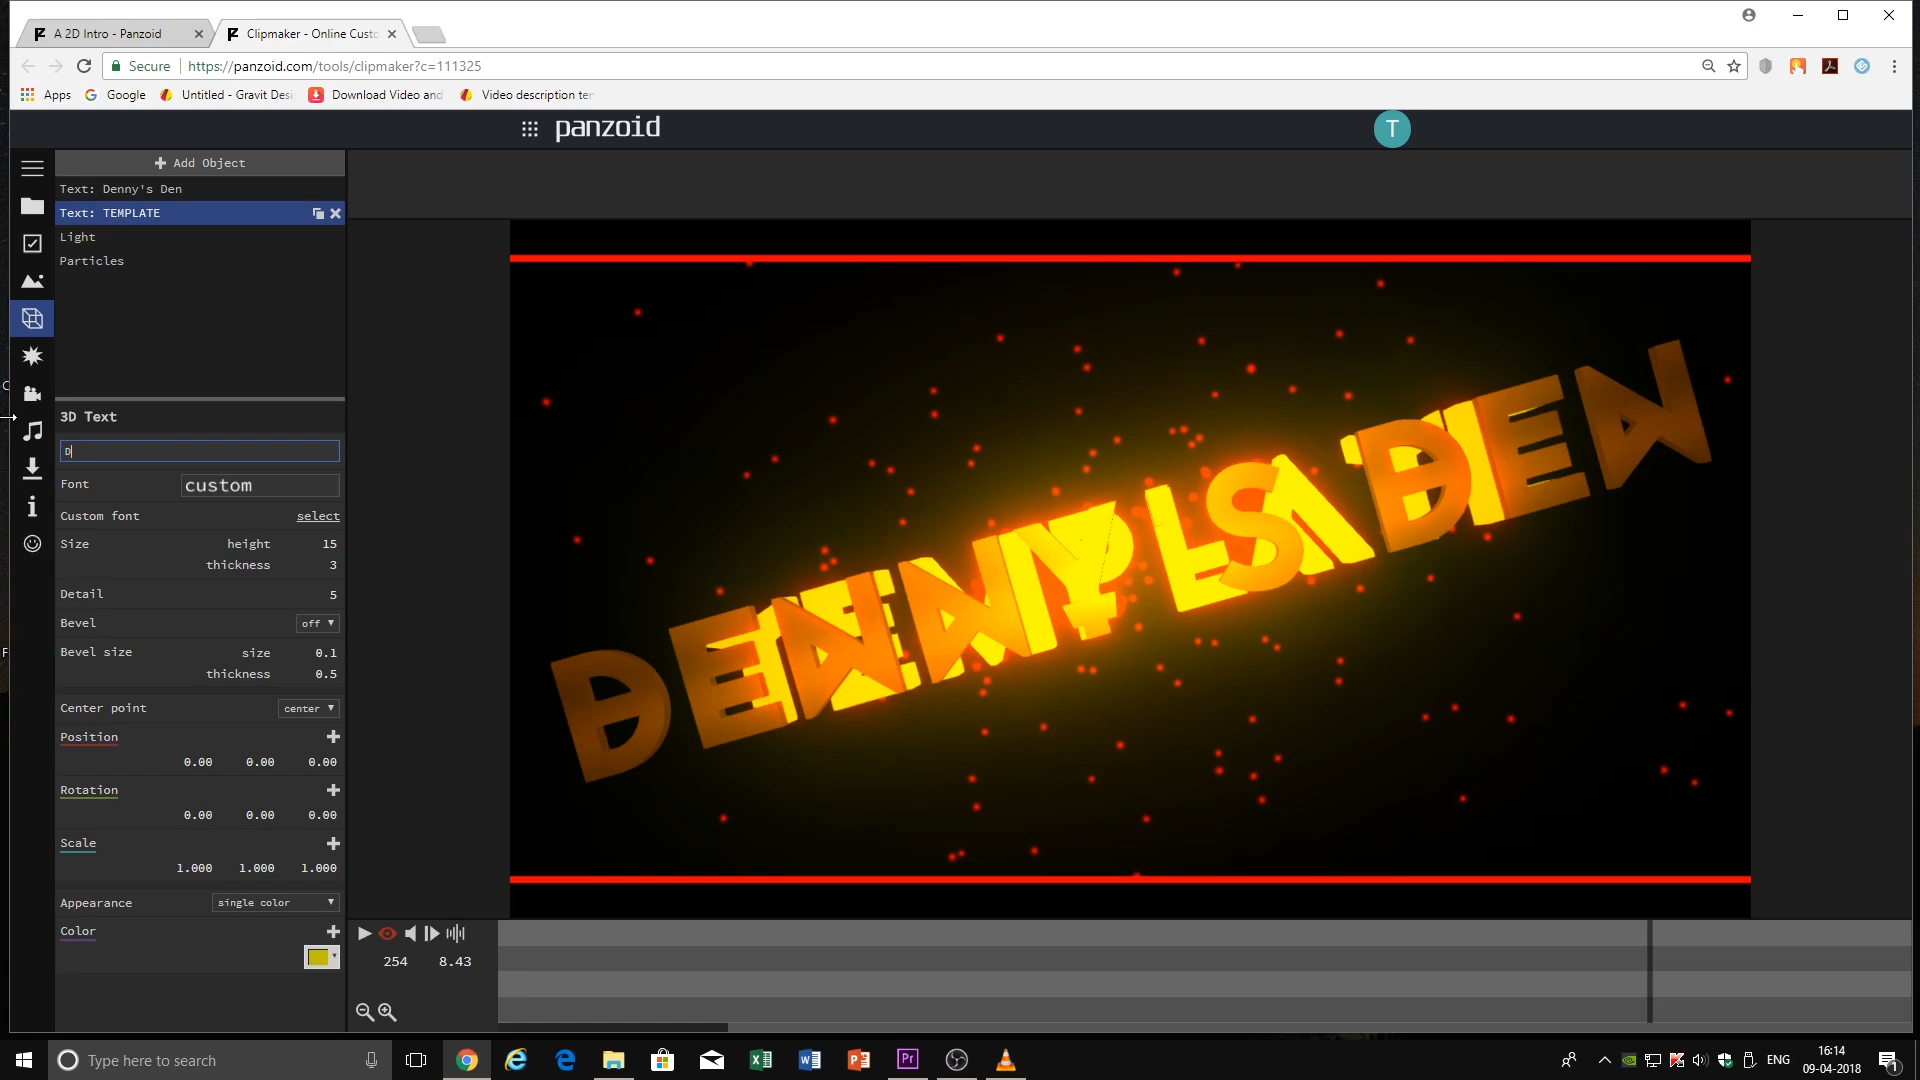 A 2D Intro - Panzoid
Clipmaker - Online Custo
Secure
https://panzoid.com/tools/clipmaker?c=111325
Apps
Google
Untitled - Gravit Desi
Download Video and
Video description ten
panzoid
T
Add Object
Text: Denny's Den
Text: TEMPLATE
Light
Particles
3D Text
D
Font custom
Custom font select
Size height 15
thickness 3
Detail 5
Bevel off
Bevel size size 0.1
thickness 0.5
Center point center
Position
0.00 0.00 0.00
Rotation
0.00 0.00 0.00
Scale
1.000 1.000 1.000
Appearance single color
Color
DENNY'S DEN
254 8.43
Type here to search
ENG
16:14
09-04-2018
1